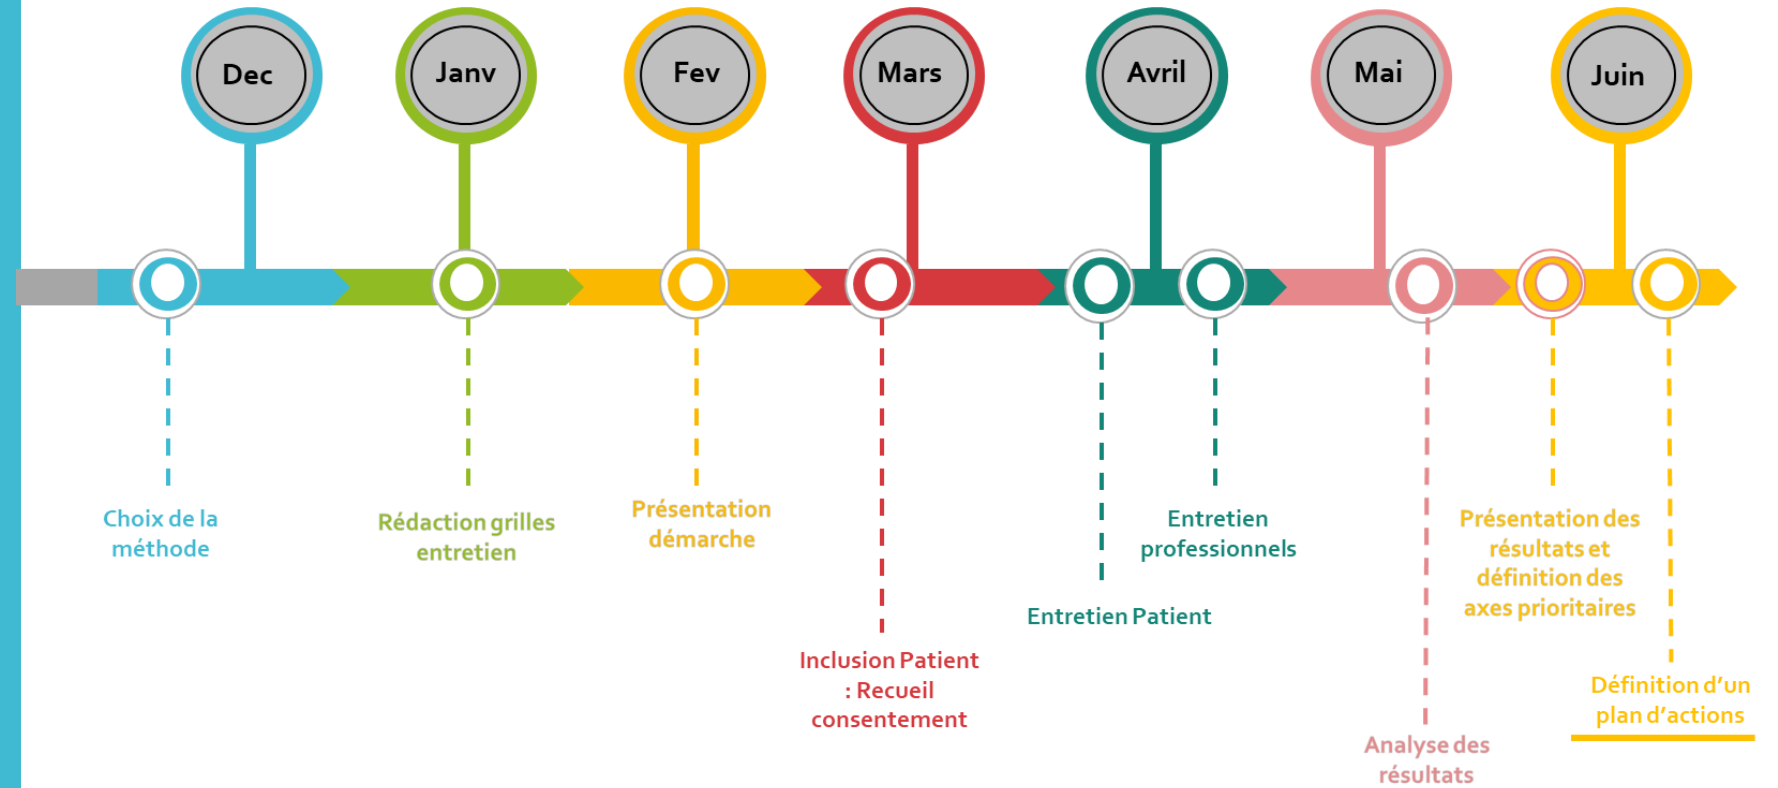 Dec
Janv
Fev
Mars
Avril
Mai
Juin
Choix de la
méthode
Rédaction grilles
entretien
Présentation
démarche
Inclusion Patient
: Recueil
consentement
Entretien Patient
Entretien
professionnels
Analyse des
résultats
Présentation des
résultats et
définition des
axes prioritaires
Définition d'un
plan d'actions